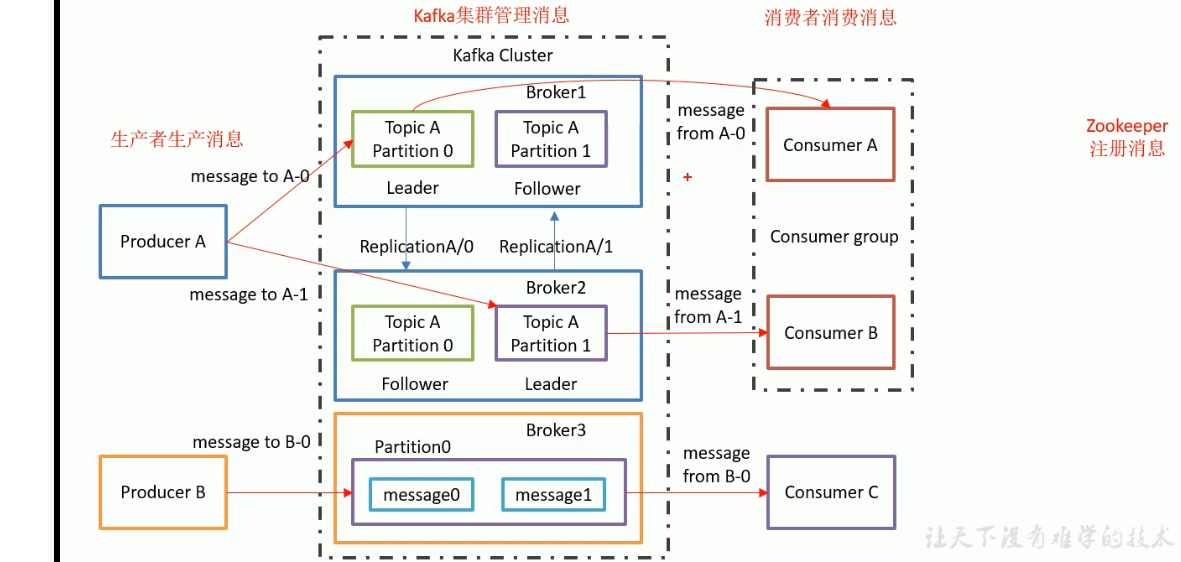 Kafka集群管理消息
消费者消费消息
Kafka Cluster
Broker1
Topic A
Partition 0
Topic A
Partition 1
Leader
Follower
生产者生产消息
message to A-0
Producer A
message to A-1
ReplicationA/0
ReplicationA/1
Broker2
Topic A
Partition 0
Topic A
Partition 1
Follower
Leader
message
from A-0
+
message
from A-1
Consumer A
Consumer group
Consumer B
Zookeeper
注册消息
message to B-0
Producer B
Broker3
Partition0
message0
message1
message
from B-0
Consumer C
让天下没有难学的技术